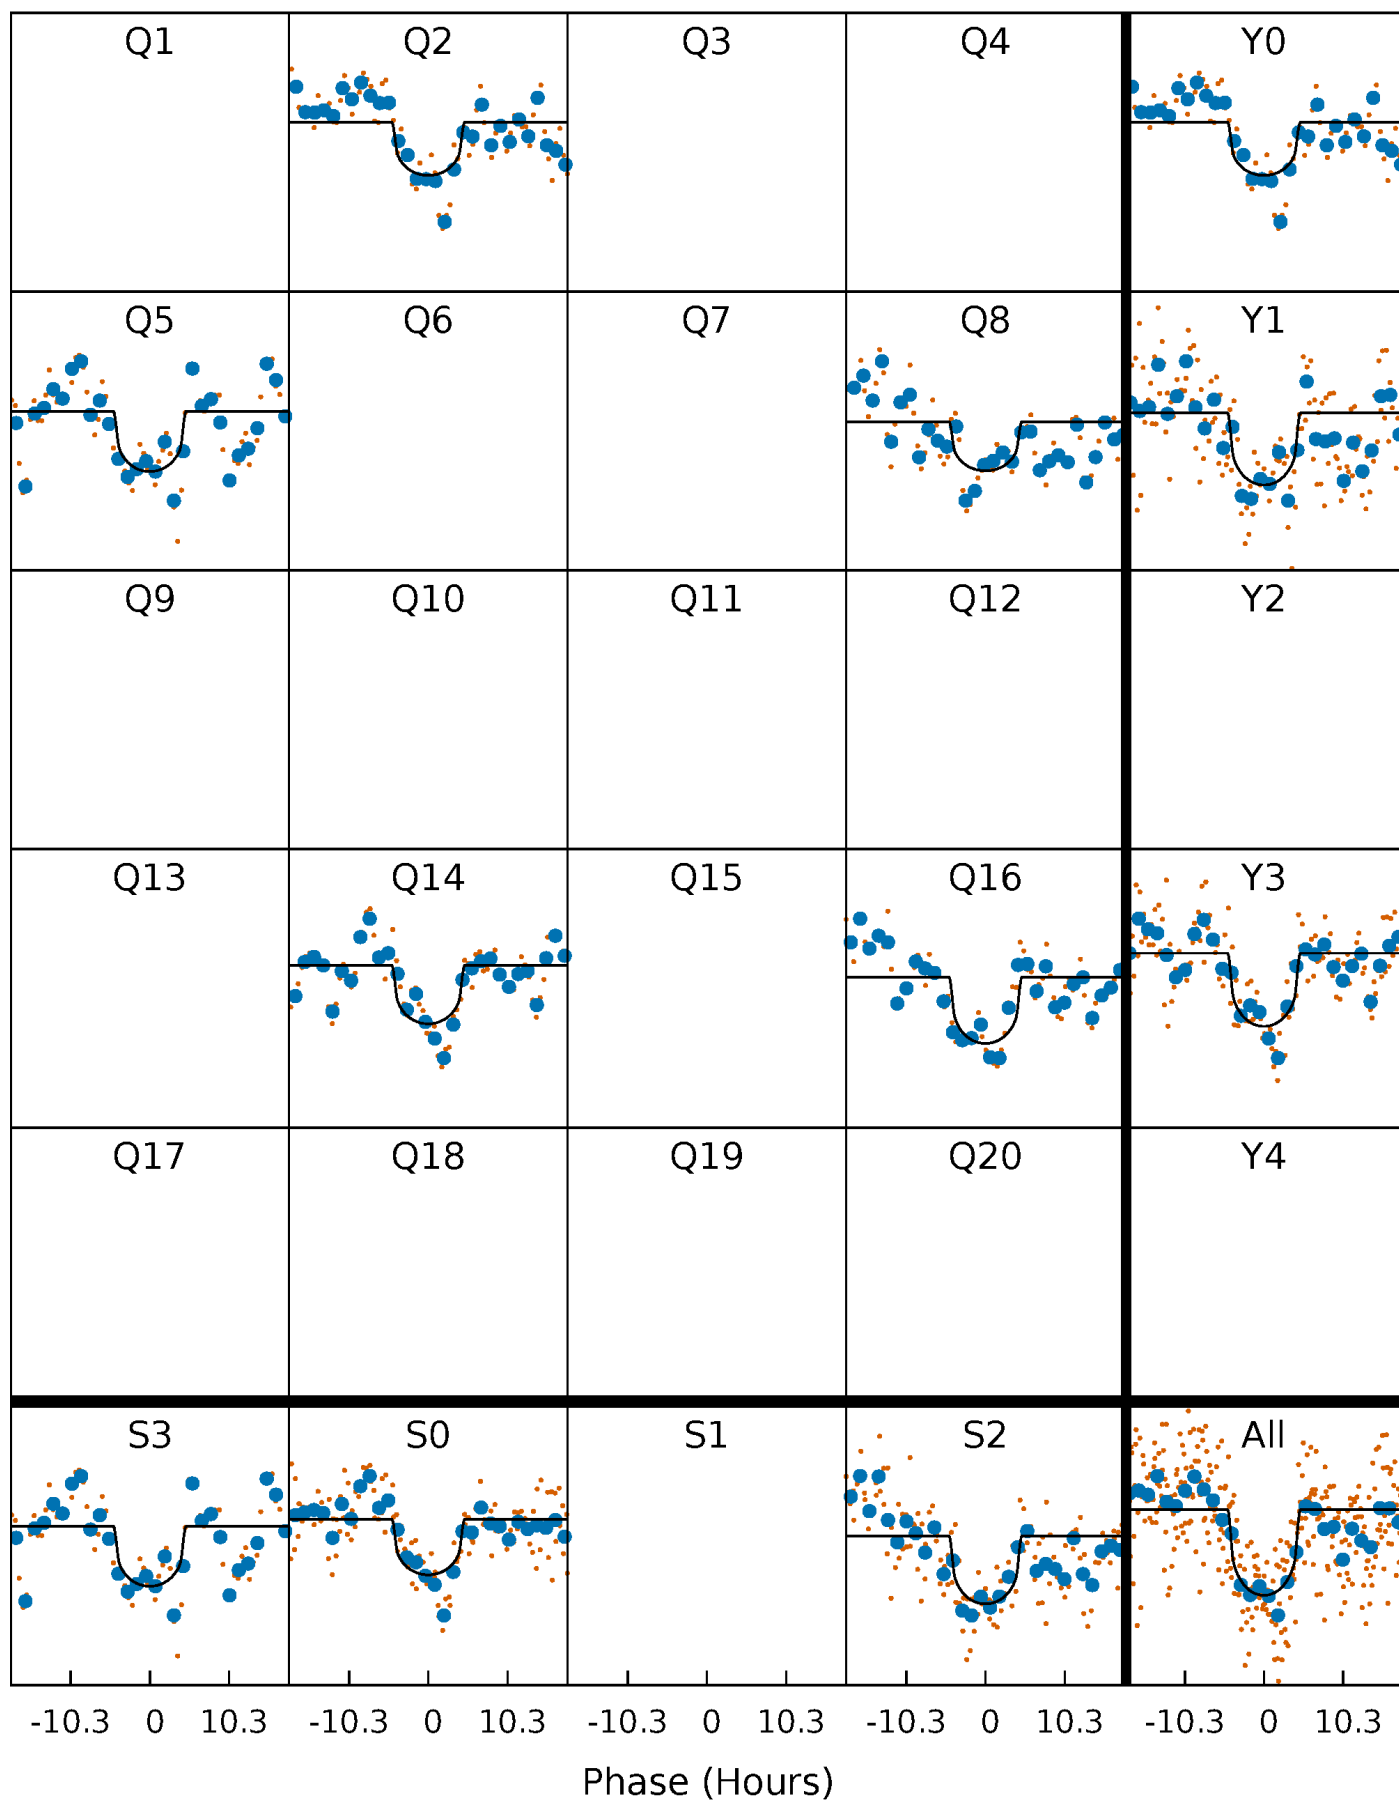 Q1 Q2 Q3 Q4 Y0
Q5 Q6 Q7 Q8 Y1
Q9 Q10 Q11 Q12 Y2
Q13 Q14 Q15 Q16 Y3
Q17 Q18 Q19 Q20 Y4
S3 S0 S1 S2 All
-10.3 0 10.3 -10.3 0 10.3 -10.3 0 10.3 -10.3 0 10.3 -10.3 0 10.3
Phase (Hours)